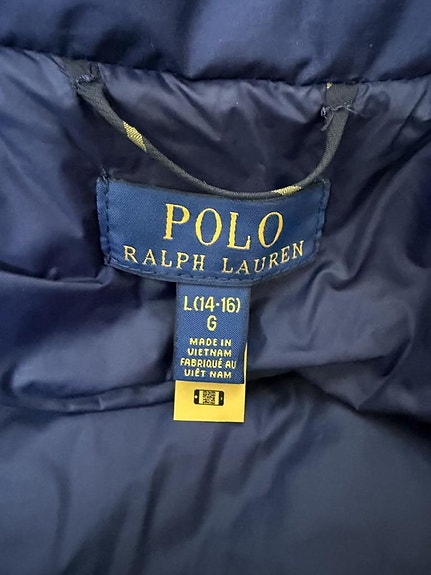 POLO
RALPH LAUREN
L(14-16)
G
MADE IN
VIETNAM
FABRIQUÉ AU
VIÊT NAM